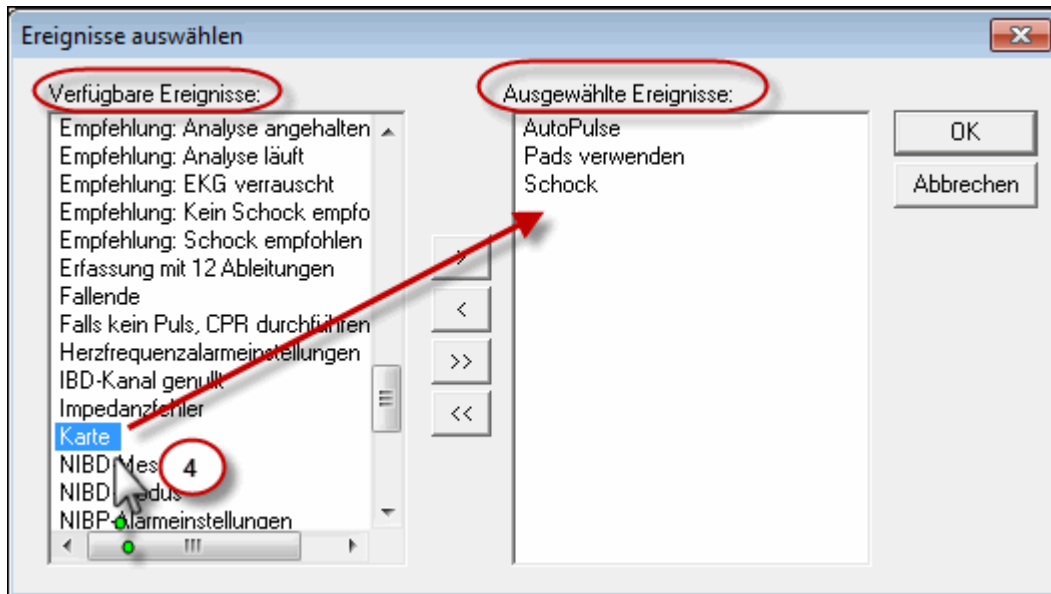 Ereignisse auswählen
Verfügbare Ereignisse:
Empfehlung: Analyse angehalten
Empfehlung: Analyse läuft
Empfehlung: EKG verrauscht
Empfehlung: Kein Schock empfo
Empfehlung: Schock empfohlen
Erfassung mit 12 Ableitungen
Fallende
Falls kein Puls, CPR durchführen
Herzfrequenzalarmeinstellungen
IBD-Kanal genullt
Impedanzfehler
Karte
NIBD-Mes
4
NIBD-
NIBP-Alarmeinstellungen
>
<
>>
<<
Ausgewählte Ereignisse:
AutoPulse
Pads verwenden
Schock
OK
Abbrechen